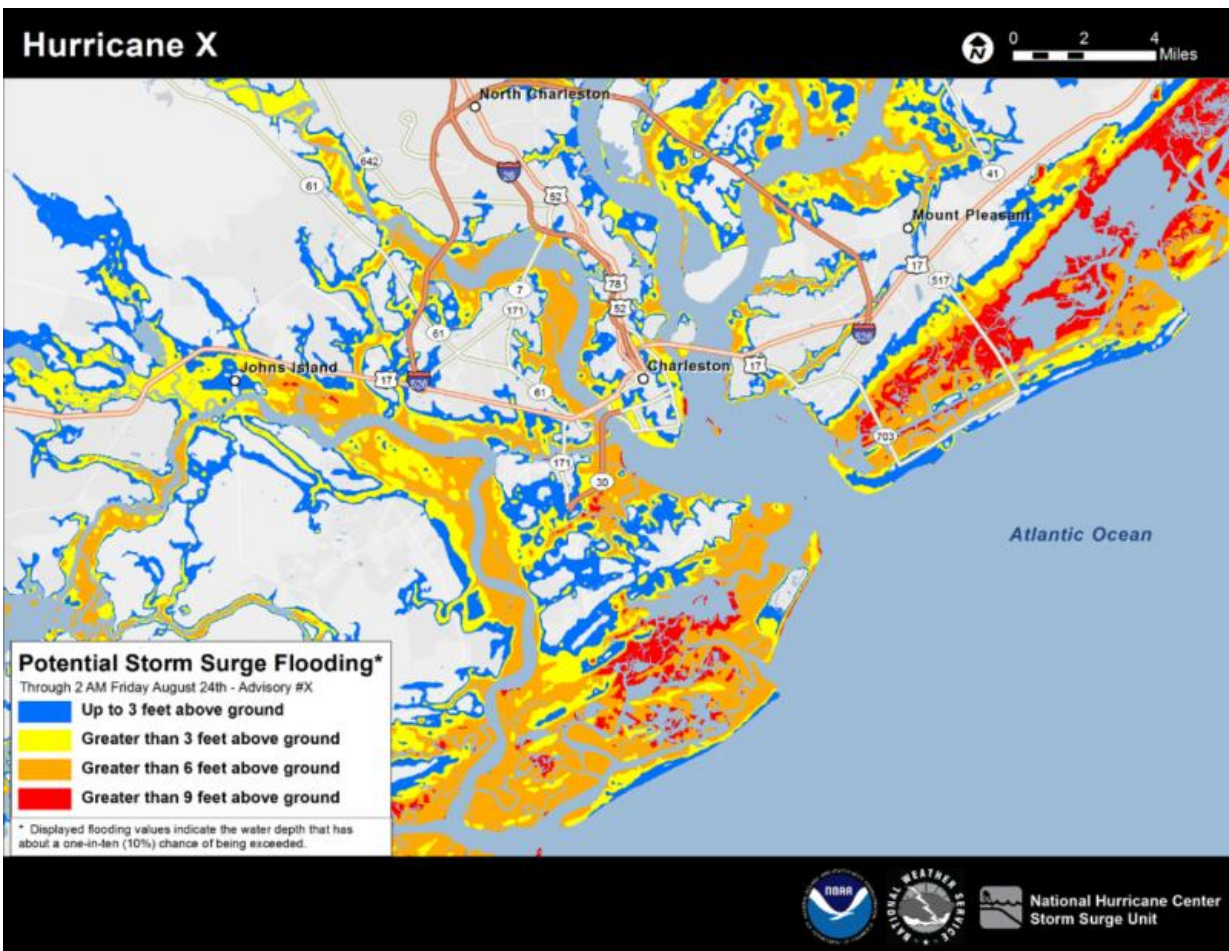 Hurricane X
N
0 2 4
Miles
North Charleston
642
61
26
52
41
Mount Pleasant
17
517
7
78
171
52
61
526
Johns Island
17
526
Charleston
17
61
703
171
30
Atlantic Ocean
Potential Storm Surge Flooding*
Through 2 AM Friday August 24th - Advisory #X
Up to 3 feet above ground
Greater than 3 feet above ground
Greater than 6 feet above ground
Greater than 9 feet above ground
* Displayed flooding values indicate the water depth that has
about a one-in-ten (10%) chance of being exceeded.
NOAA
NATIONAL WEATHER SERVICE
National Hurricane Center
Storm Surge Unit